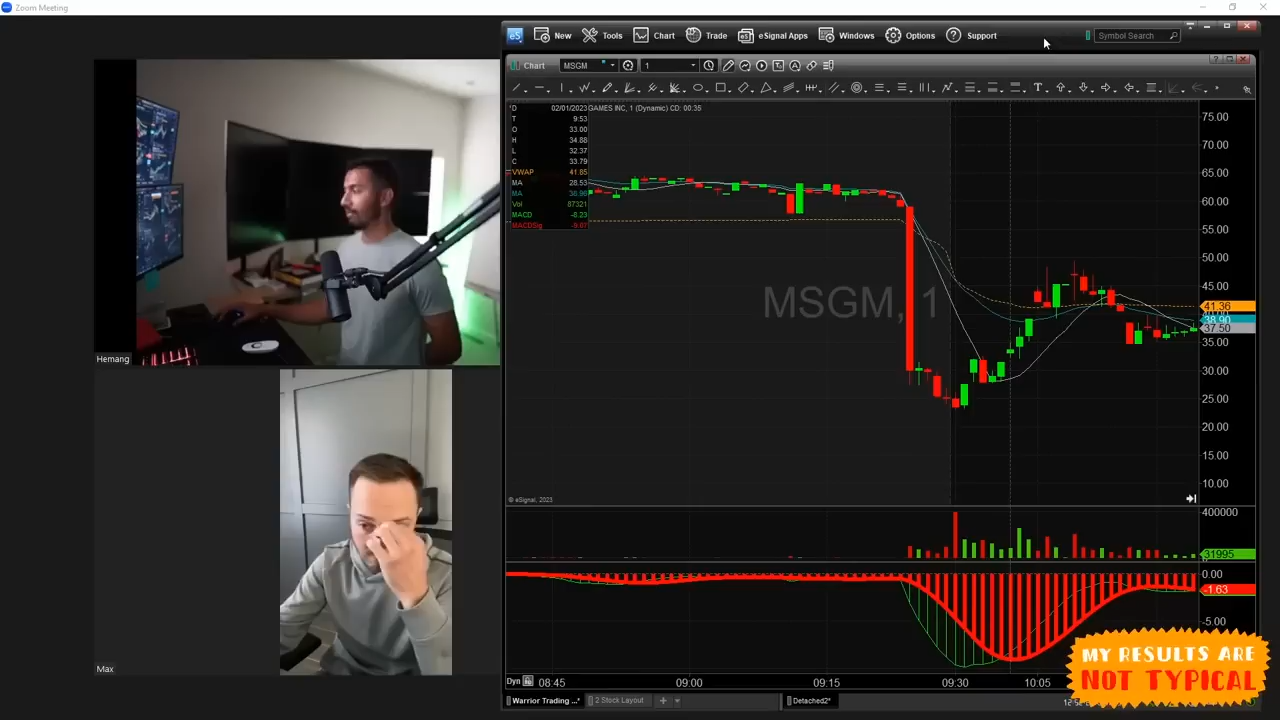 Zoom Meeting
New Tools Chart Trade eSignal Apps Windows Options Support Symbol Search
Chart MSGM 1
D 02/01/2023 GAMES INC, 1 (Dynamic) CD: 00:35
T 9:53
O 33.00
H 34.88
L 32.37
C 33.79
VWAP 41.85
MA 28.53
MA 38.96
Vol 87321
MACD -8.23
MACDSig -9.07
MSGM, 1
75.00
70.00
65.00
60.00
55.00
50.00
45.00
41.36
38.90
37.50
35.00
30.00
25.00
20.00
15.00
10.00
© eSignal, 2023
400000
31995
0.00
-1.63
-5.00
Hemang
Max
MY RESULTS ARE
NOT TYPICAL
Dyn 08:45 09:00 09:15 09:30 10:05
Warrior Trading ...* 2 Stock Layout + Detached2*